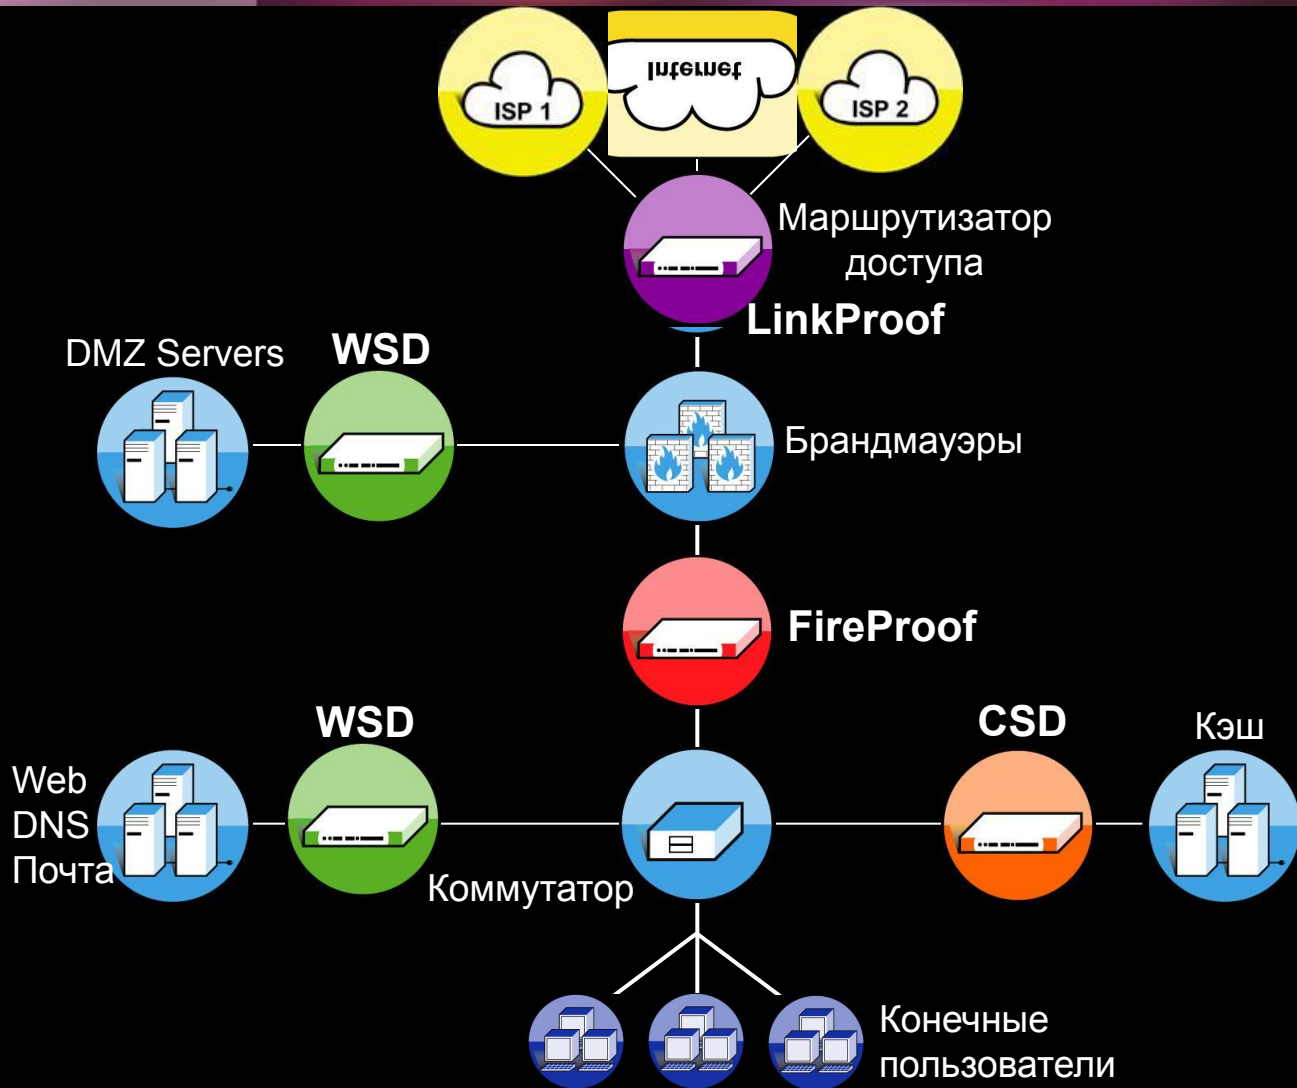 ISP 1
Internet
ISP 2
Маршрутизатор
доступа
LinkProof
DMZ Servers
WSD
Брандмауэры
FireProof
WSD
CSD
Кэш
Web
DNS
Почта
Коммутатор
Конечные
пользователи